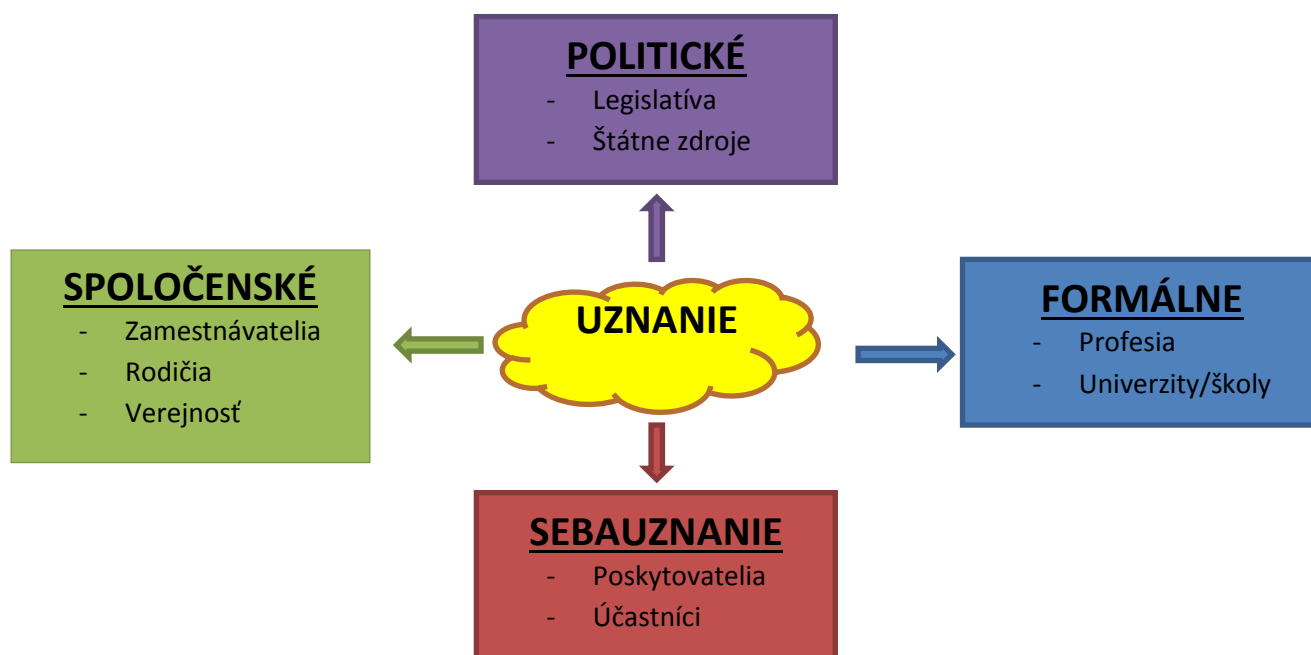 POLITICKÉ
- Legislatíva
- Štátne zdroje
SPOLOČENSKÉ
- Zamestnávatelia
- Rodičia
- Verejnosť
UZNANIE
FORMÁLNE
- Profesia
- Univerzity/školy
SEBAUZNANIE
- Poskytovatelia
- Účastníci